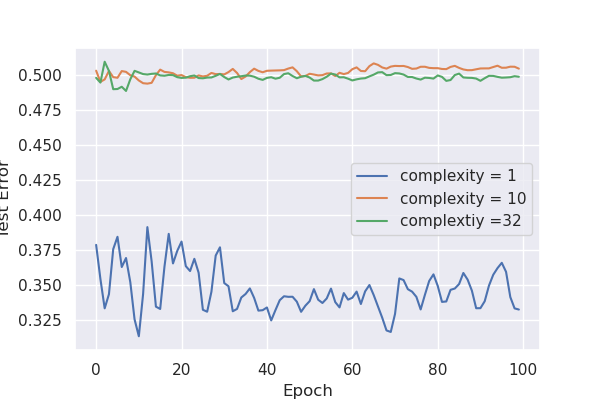 0.500
0.475
0.450
0.425
0.400
0.375
0.350
0.325
Test Error
complexity = 1
complexity = 10
complextiy =32
0 20 40 60 80 100
Epoch